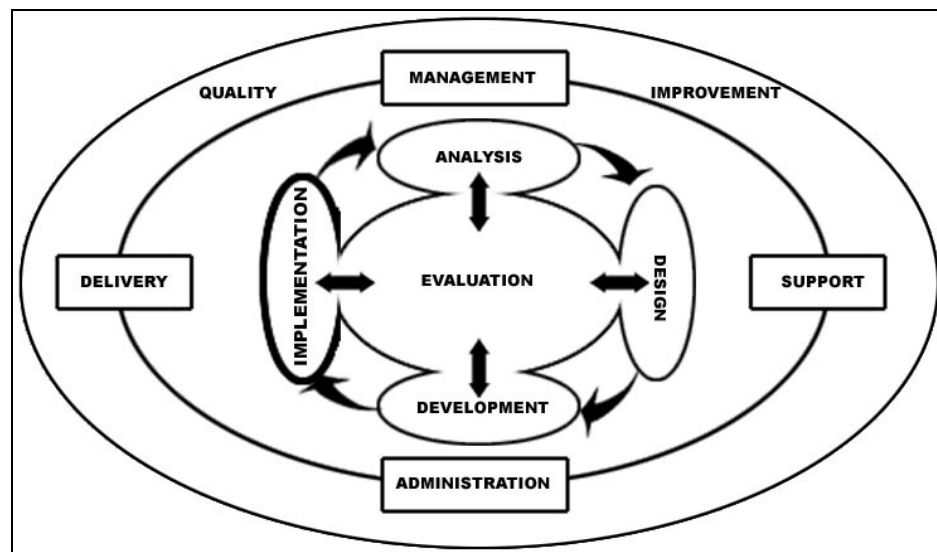 MANAGEMENT
QUALITY
IMPROVEMENT
ANALYSIS
IMPLEMENTATION
DELIVERY
EVALUATION
DESIGN
SUPPORT
DEVELOPMENT
ADMINISTRATION